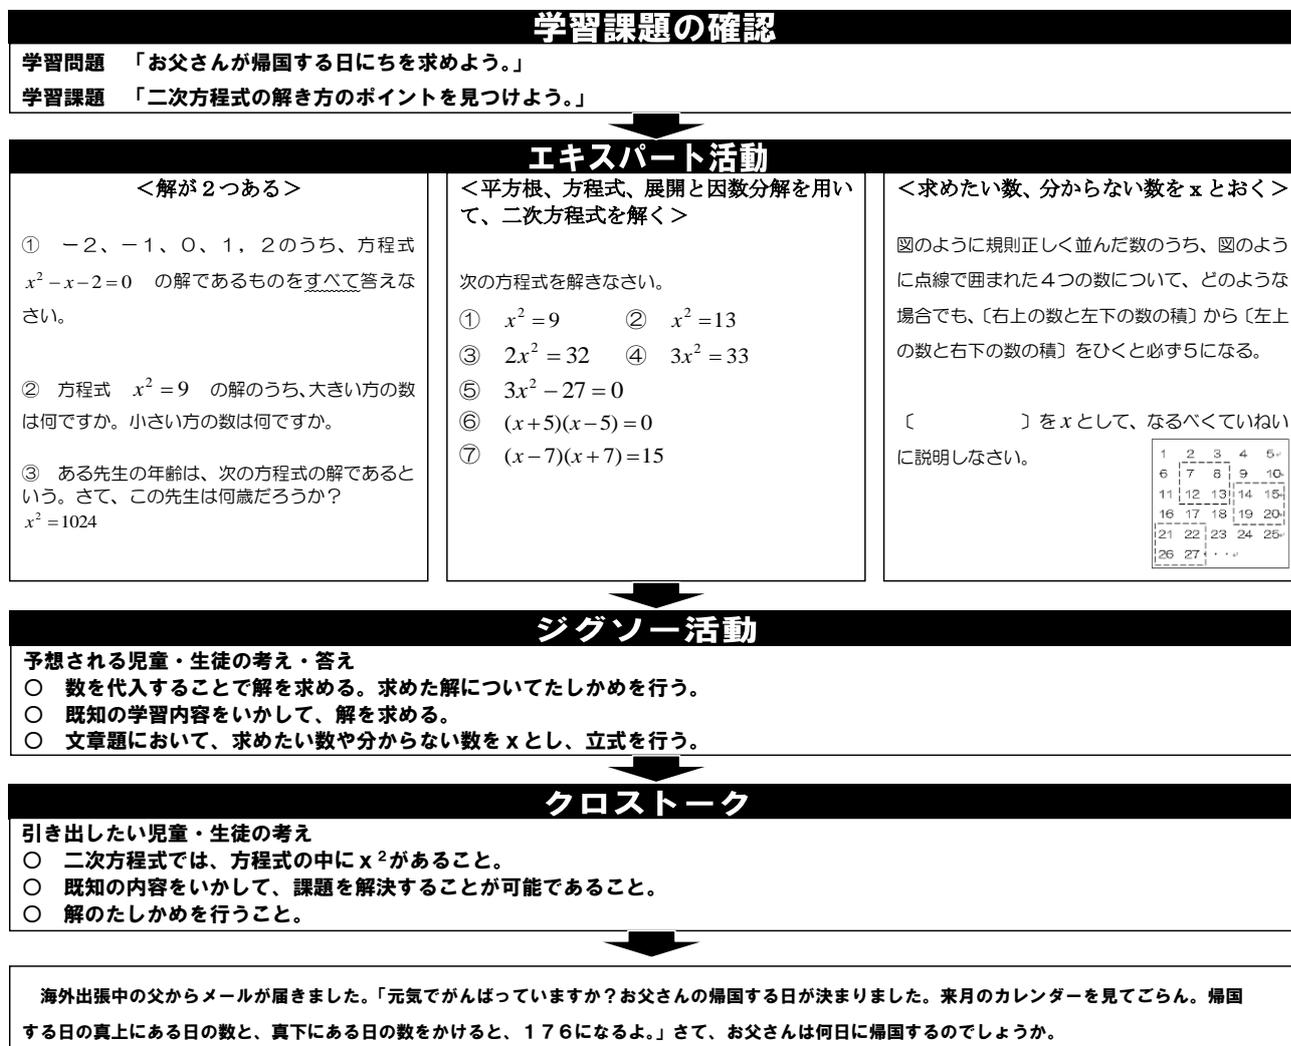 学習課題の確認
学習問題　「お父さんが帰国する日にちを求めよう。」
学習課題　「二次方程式の解き方のポイントを見つけよう。」
エキスパート活動
＜解が２つある＞
①　－２、－１、０、１，２のうち、方程式
x² − x − 2 = 0　の解であるものをすべて答えな
さい。
②　方程式　x² = 9　の解のうち、大きい方の数
は何ですか。小さい方の数は何ですか。
③　ある先生の年齢は、次の方程式の解であると
いう。さて、この先生は何歳だろうか？
x² = 1024
＜平方根、方程式、展開と因数分解を用い
て、二次方程式を解く＞
次の方程式を解きなさい。
①　x² = 9　　②　x² = 13
③　2x² = 32　　④　3x² = 33
⑤　3x² − 27 = 0
⑥　(x+5)(x−5) = 0
⑦　(x−7)(x+7) = 15
＜求めたい数、分からない数をｘとおく＞
図のように規則正しく並んだ数のうち、図のよう
に点線で囲まれた４つの数について、どのような
場合でも、〔右上の数と左下の数の積〕から〔左上
の数と右下の数の積〕をひくと必ず５になる。
〔　　　　　　〕を x として、なるべくていねい
に説明しなさい。
1 2 3 4 5
6 7 8 9 10
11 12 13 14 15
16 17 18 19 20
21 22 23 24 25
26 27 ・・
ジグソー活動
予想される児童・生徒の考え・答え
○　数を代入することで解を求める。求めた解についてたしかめを行う。
○　既知の学習内容をいかして、解を求める。
○　文章題において、求めたい数や分からない数をｘとし、立式を行う。
クロストーク
引き出したい児童・生徒の考え
○　二次方程式では、方程式の中にｘ²があること。
○　既知の内容をいかして、課題を解決することが可能であること。
○　解のたしかめを行うこと。
海外出張中の父からメールが届きました。「元気でがんばっていますか？お父さんの帰国する日が決まりました。来月のカレンダーを見てごらん。帰国
する日の真上にある日の数と、真下にある日の数をかけると、１７６になるよ。」さて、お父さんは何日に帰国するのでしょうか。